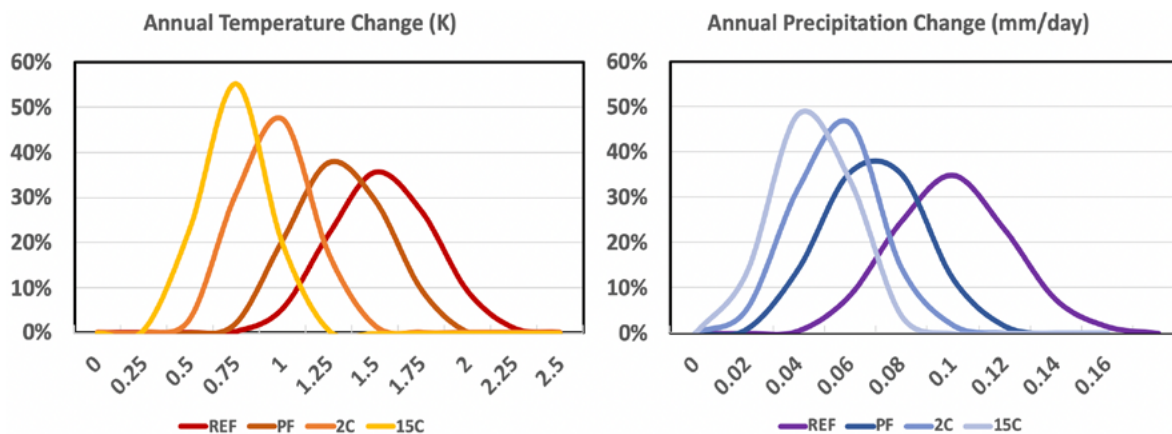 Annual Temperature Change (K)
60%
50%
40%
30%
20%
10%
0%
0 0.25 0.5 0.75 1 1.25 1.5 1.75 2 2.25 2.5
REF PF 2C 15C
Annual Precipitation Change (mm/day)
60%
50%
40%
30%
20%
10%
0%
0 0.02 0.04 0.06 0.08 0.1 0.12 0.14 0.16
REF PF 2C 15C